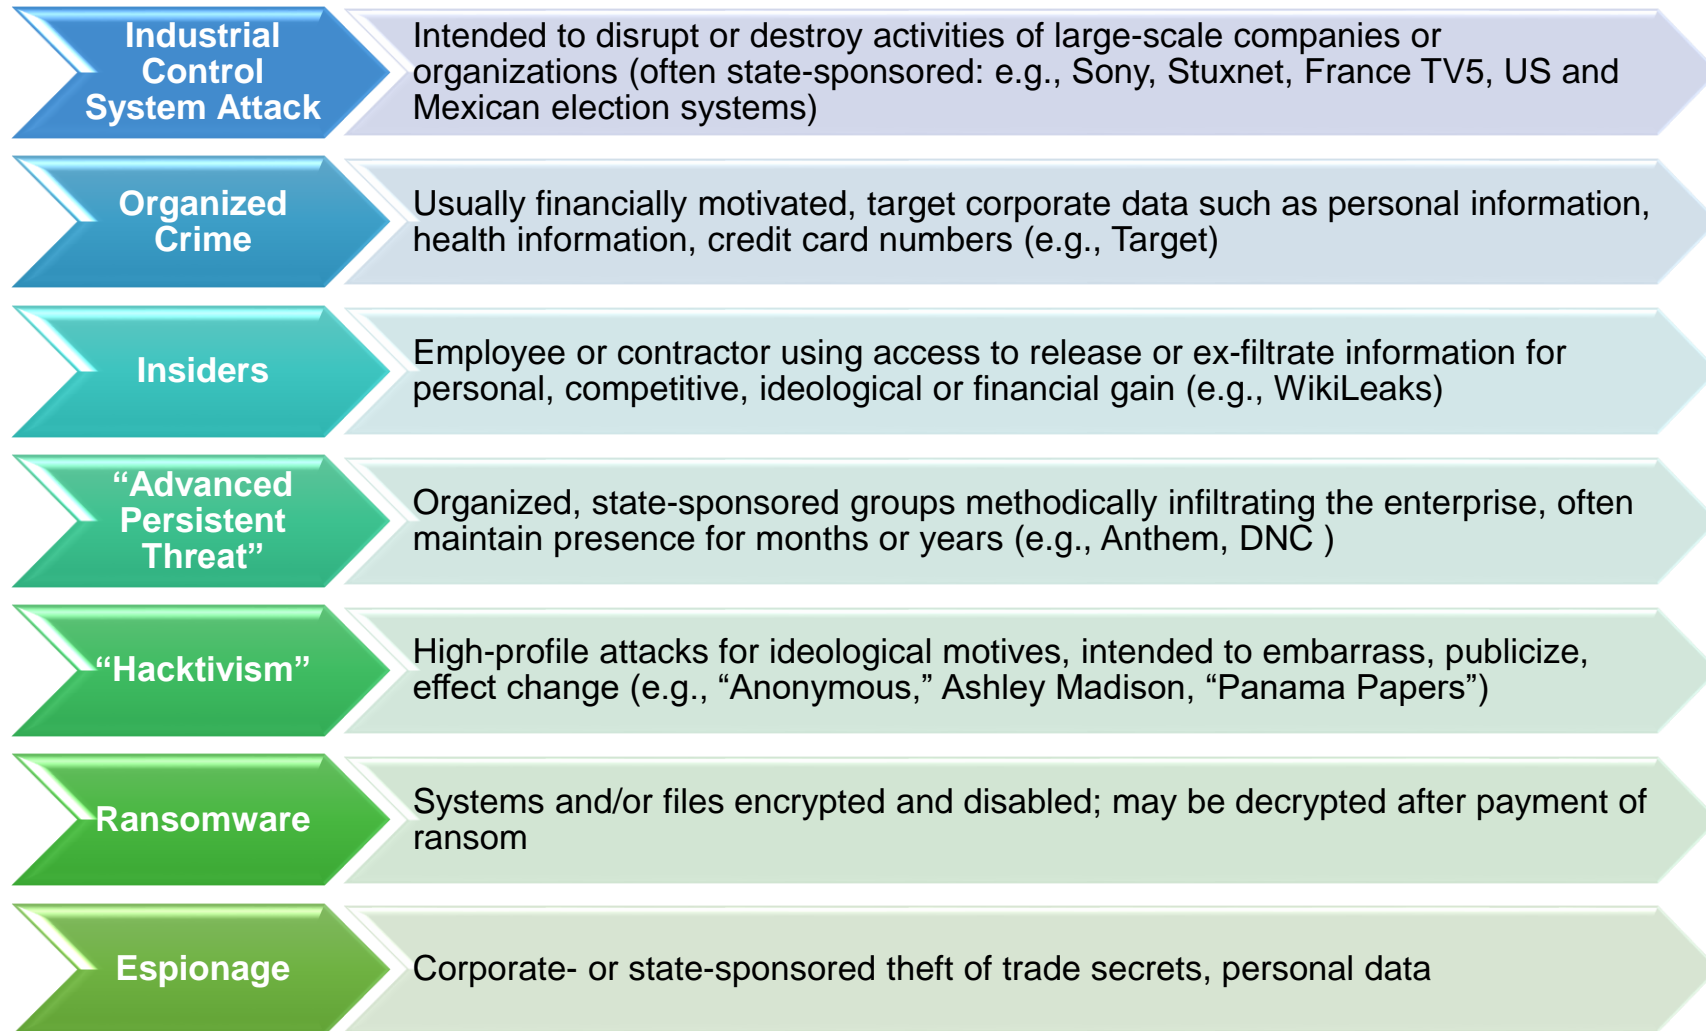 Industrial
Control
System Attack
Intended to disrupt or destroy activities of large-scale companies or
organizations (often state-sponsored: e.g., Sony, Stuxnet, France TV5, US and
Mexican election systems)
Organized
Crime
Usually financially motivated, target corporate data such as personal information,
health information, credit card numbers (e.g., Target)
Insiders
Employee or contractor using access to release or ex-filtrate information for
personal, competitive, ideological or financial gain (e.g., WikiLeaks)
“Advanced
Persistent
Threat”
Organized, state-sponsored groups methodically infiltrating the enterprise, often
maintain presence for months or years (e.g., Anthem, DNC )
“Hacktivism”
High-profile attacks for ideological motives, intended to embarrass, publicize,
effect change (e.g., “Anonymous,” Ashley Madison, “Panama Papers”)
Ransomware
Systems and/or files encrypted and disabled; may be decrypted after payment of
ransom
Espionage
Corporate- or state-sponsored theft of trade secrets, personal data